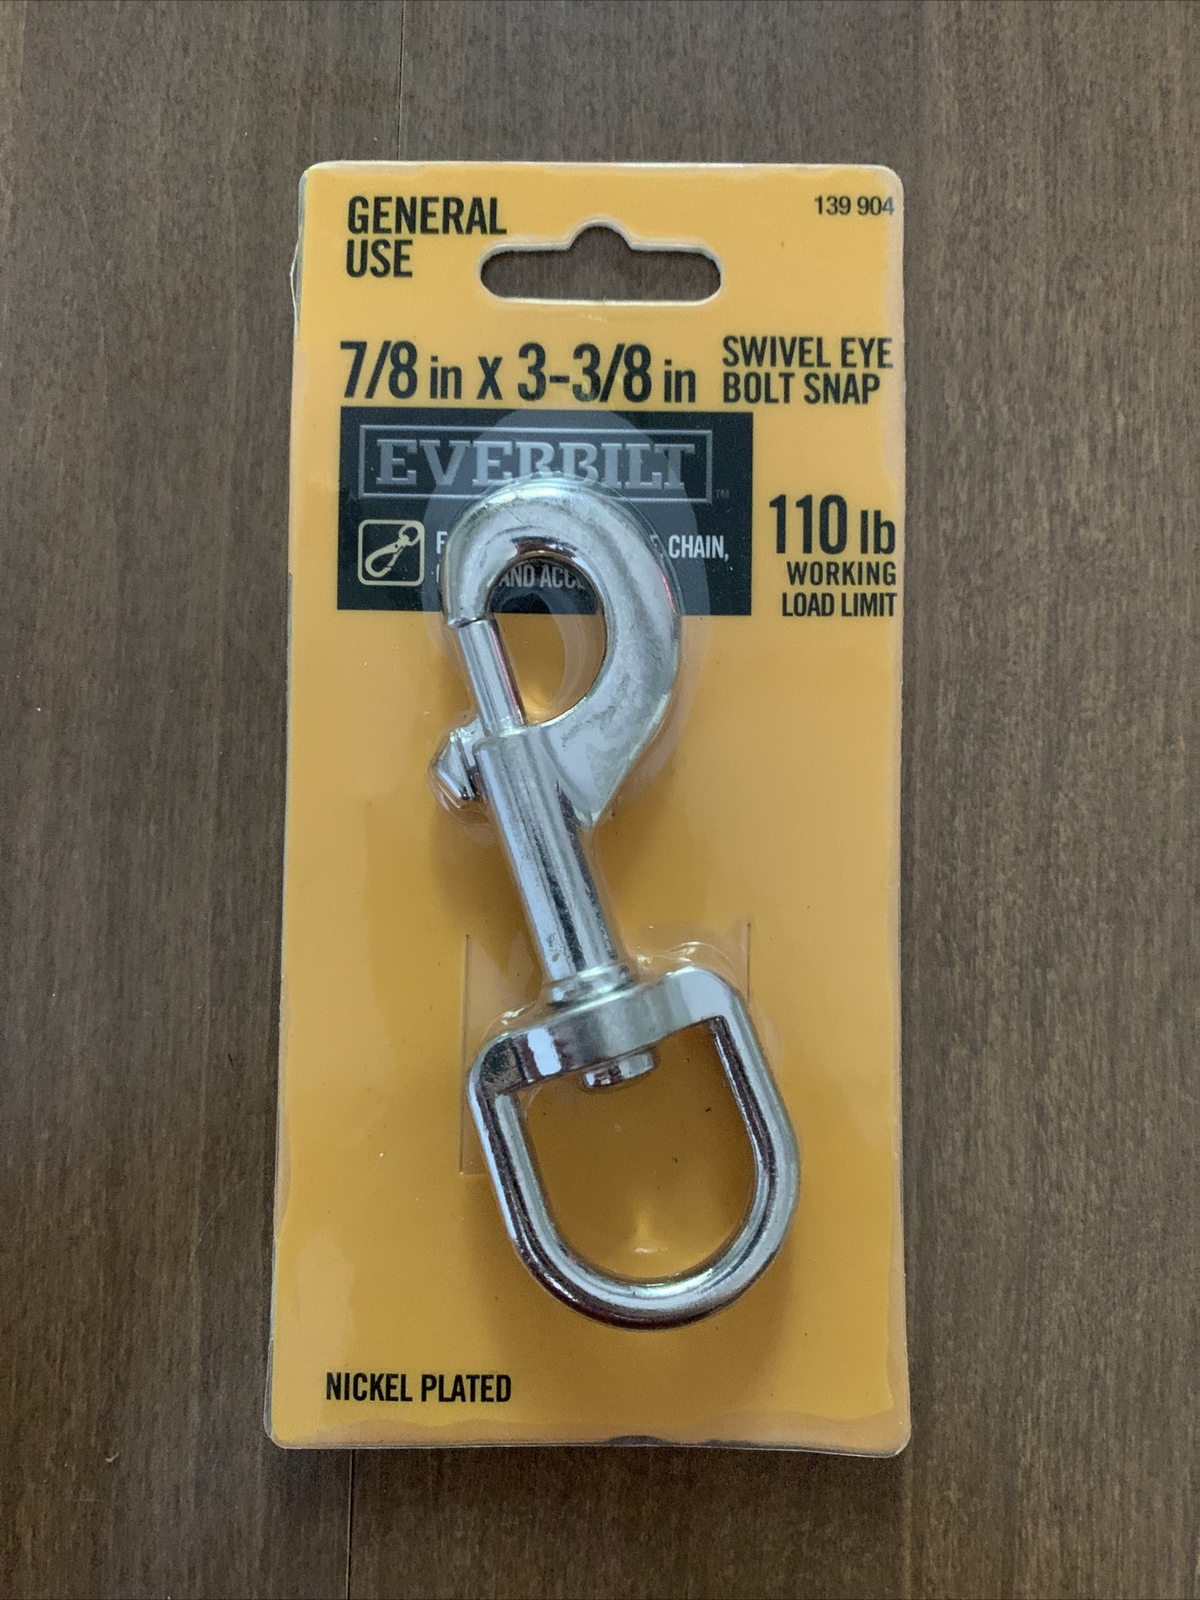 GENERAL
USE
139 904
7/8 in x 3-3/8 in
SWIVEL EYE
BOLT SNAP
EVERBILT
TM
CHAIN,
AND
110 lb
WORKING
LOAD LIMIT
NICKEL PLATED